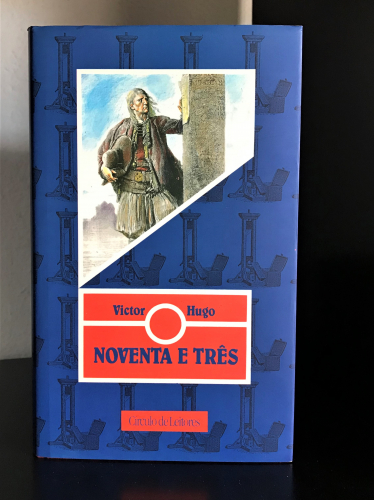 Victor Hugo
NOVENTA E TRÊS
Círculo de Leitores